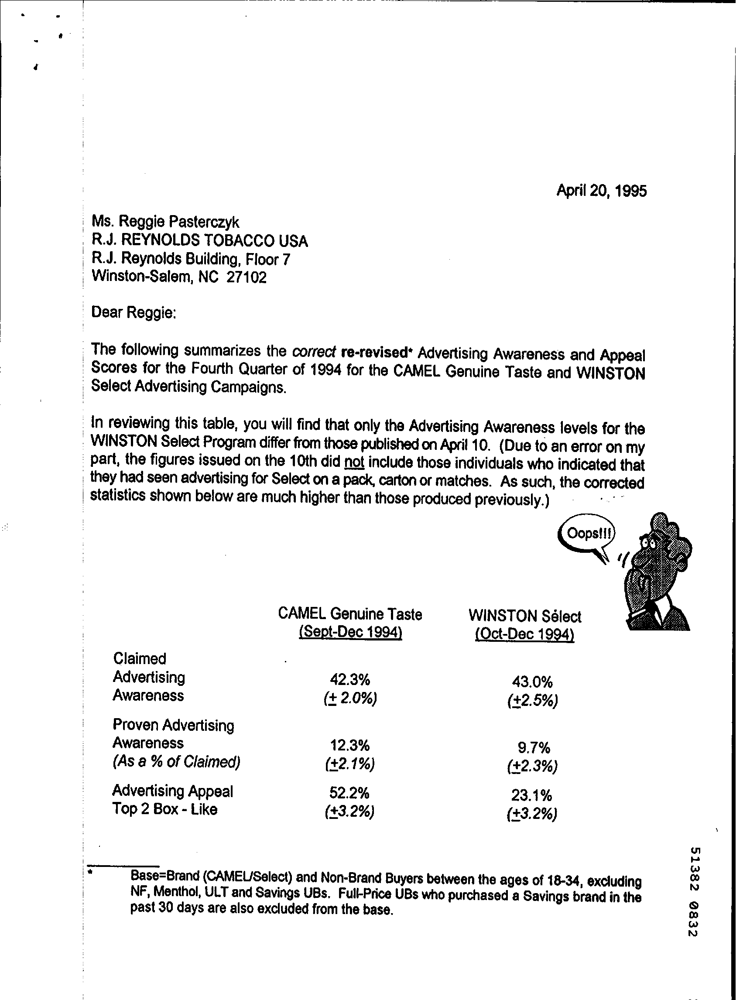 April 20, 1995
Ms. Reggie Pasterczyk
R.J. REYNOLDS TOBACCO USA
R.J. Reynolds Building, Floor 7
Winston-Salem, NC 27102
Dear Reggie:
The following summarizes the correct re-revised* Advertising Awareness and Appeal
Scores for the Fourth Quarter of 1994 for the CAMEL Genuine Taste and WINSTON
Select Advertising Campaigns.
In reviewing this table, you will find that only the Advertising Awareness levels for the
WINSTON Select Program differ from those published on April 10. (Due to an error on my
part, the figures issued on the 10th did not include those individuals who indicated that
they had seen advertising for Select on a pack, carton or matches. As such, the corrected
statistics shown below are much higher than those produced previously.)
Oops!!!
CAMEL Genuine Taste WINSTON Select
(Sept-Dec 1994) (Oct-Dec 1994)
Claimed
Advertising 42.3% 43.0%
Awareness (± 2.0%) (±2.5%)
Proven Advertising
Awareness 12.3% 9.7%
(As a % of Claimed) (±2.1%) (±2.3%)
Advertising Appeal 52.2% 23.1%
Top 2 Box - Like (±3.2%) (±3.2%)
* Base=Brand (CAMEL/Select) and Non-Brand Buyers between the ages of 18-34, excluding
NF, Menthol, ULT and Savings UBs. Full-Price UBs who purchased a Savings brand in the
past 30 days are also excluded from the base.
51382 0832